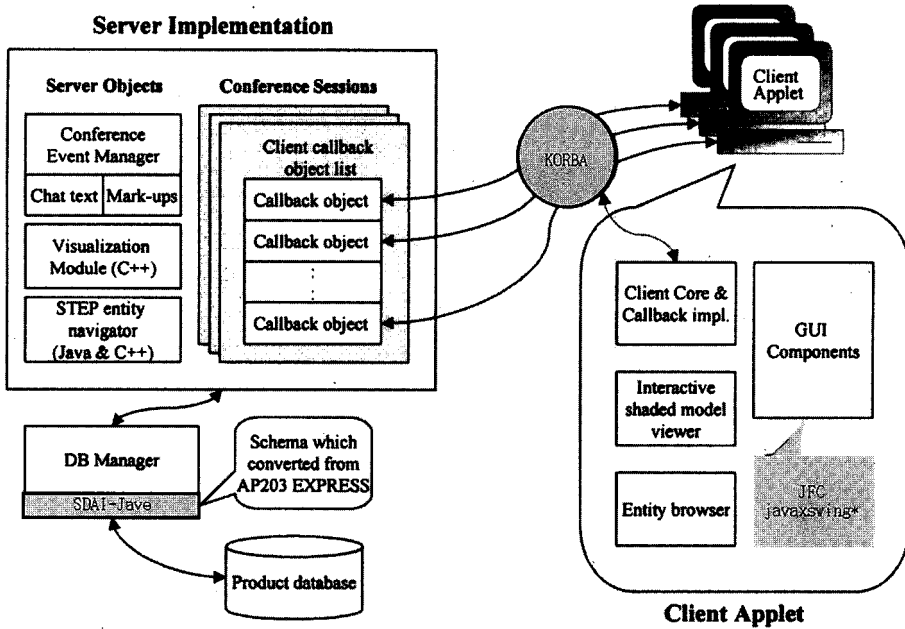 Server Implementation
Server Objects
Conference
Event Manager
Chat text
Mark-ups
Visualization
Module (C++)
STEP entity
navigator
(Java & C++)
Conference Sessions
Client callback
object list
Callback object
Callback object
Callback object
KORBA
Client
Applet
DB Manager
SDAI-Jave
Schema which
converted from
AP203 EXPRESS
Product database
Client Core &
Callback impl.
Interactive
shaded model
viewer
Entity browser
GUI
Components
JFC
javaxswing*
Client Applet